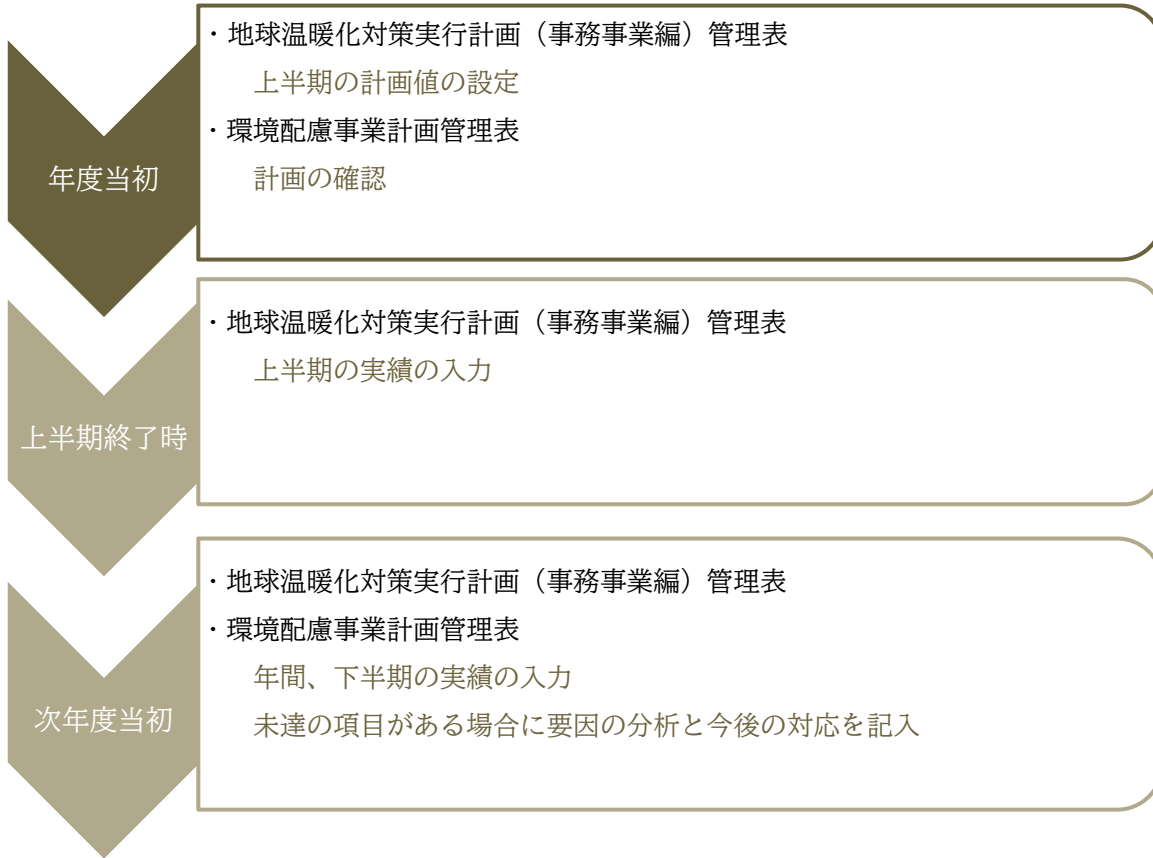 年度当初
・地球温暖化対策実行計画（事務事業編）管理表
上半期の計画値の設定
・環境配慮事業計画管理表
計画の確認
上半期終了時
・地球温暖化対策実行計画（事務事業編）管理表
上半期の実績の入力
次年度当初
・地球温暖化対策実行計画（事務事業編）管理表
・環境配慮事業計画管理表
年間、下半期の実績の入力
未達の項目がある場合に要因の分析と今後の対応を記入